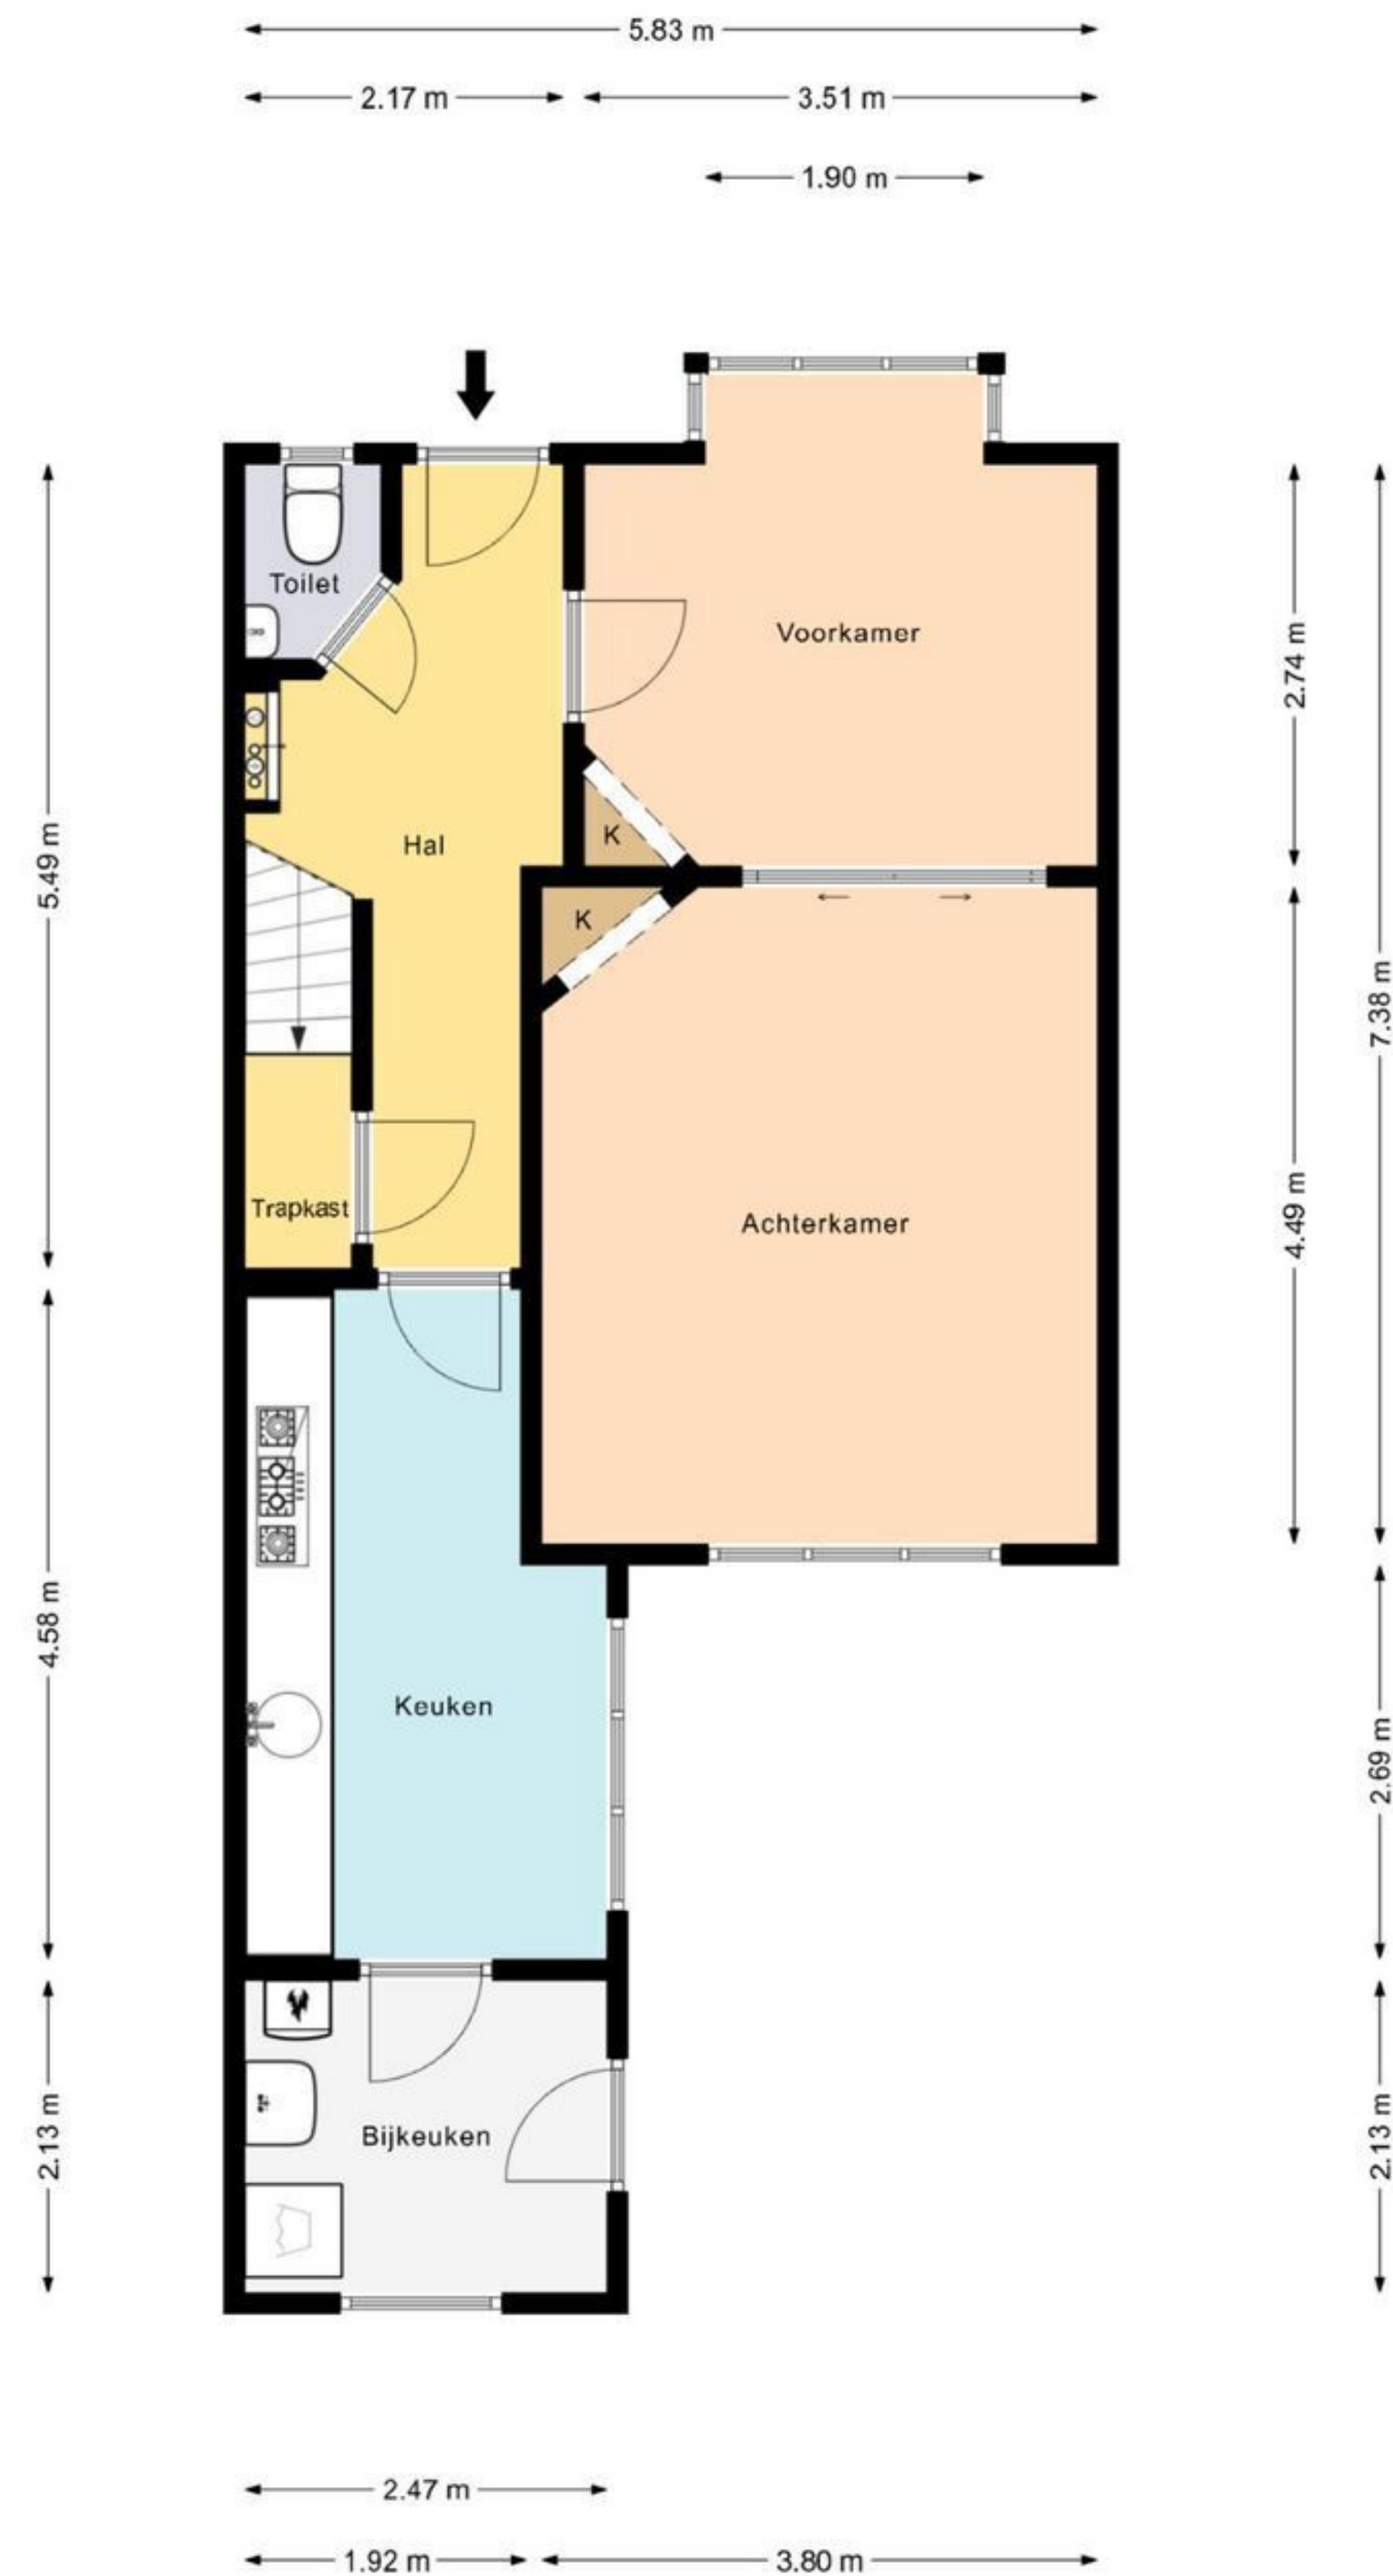 5.83 m
2.17 m
3.51 m
1.90 m
Toilet
Voorkamer
2.74 m
K
Hal
5.49 m
K
7.38 m
Trapkast
Achterkamer
4.49 m
4.58 m
Keuken
2.69 m
Bijkeuken
2.13 m
2.13 m
2.47 m
1.92 m
3.80 m